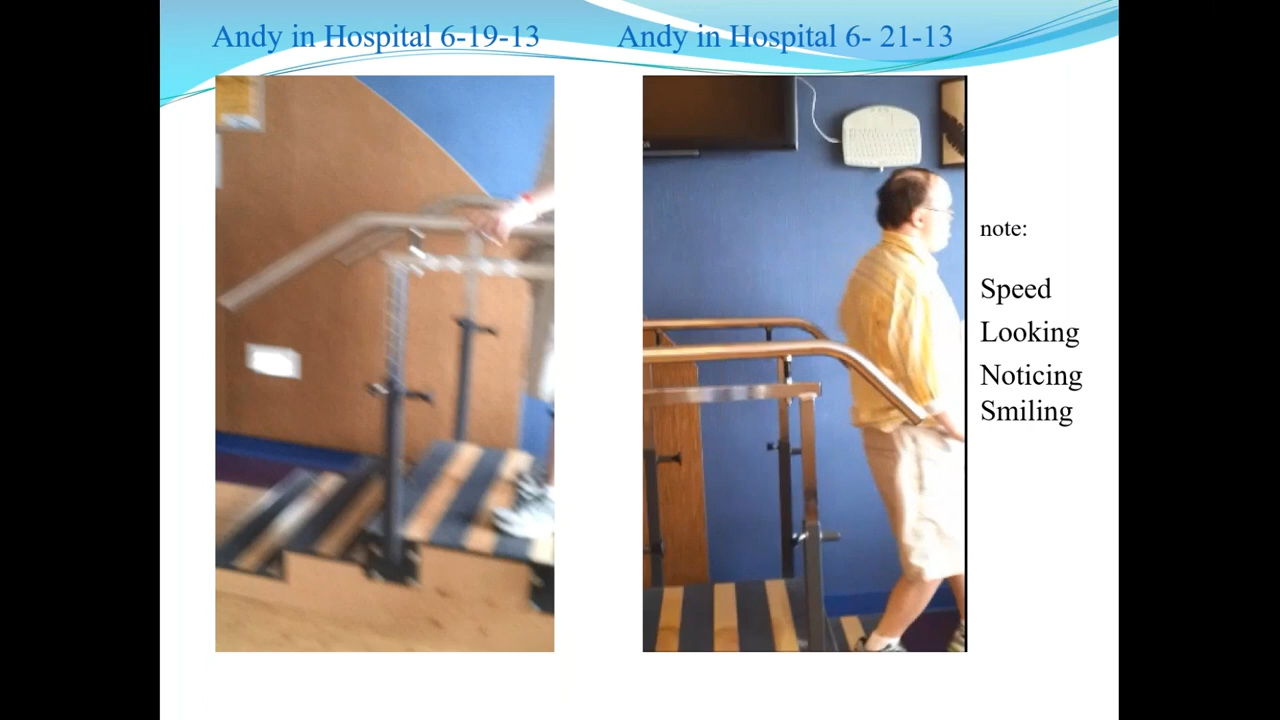 Andy in Hospital 6-19-13
Andy in Hospital 6- 21-13
note:
Speed
Looking
Noticing
Smiling